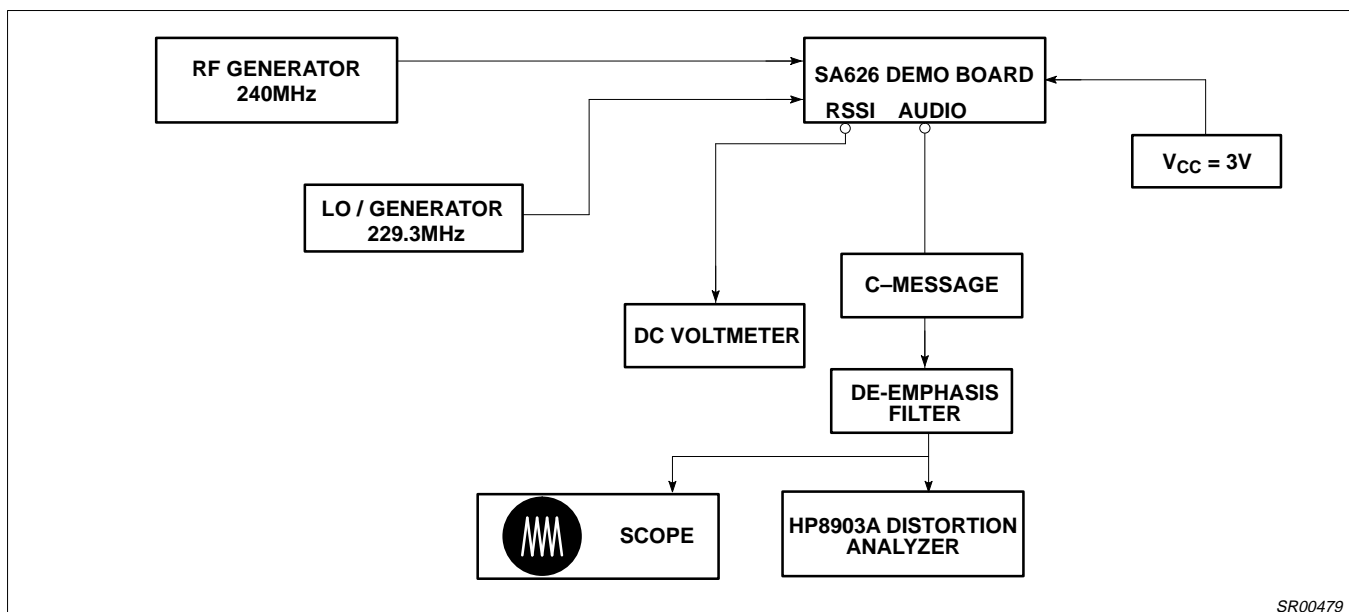 RF GENERATOR
240MHz
SA626 DEMO BOARD
RSSI AUDIO
VCC = 3V
LO / GENERATOR
229.3MHz
C–MESSAGE
DC VOLTMETER
DE-EMPHASIS
FILTER
SCOPE
HP8903A DISTORTION
ANALYZER
SR00479